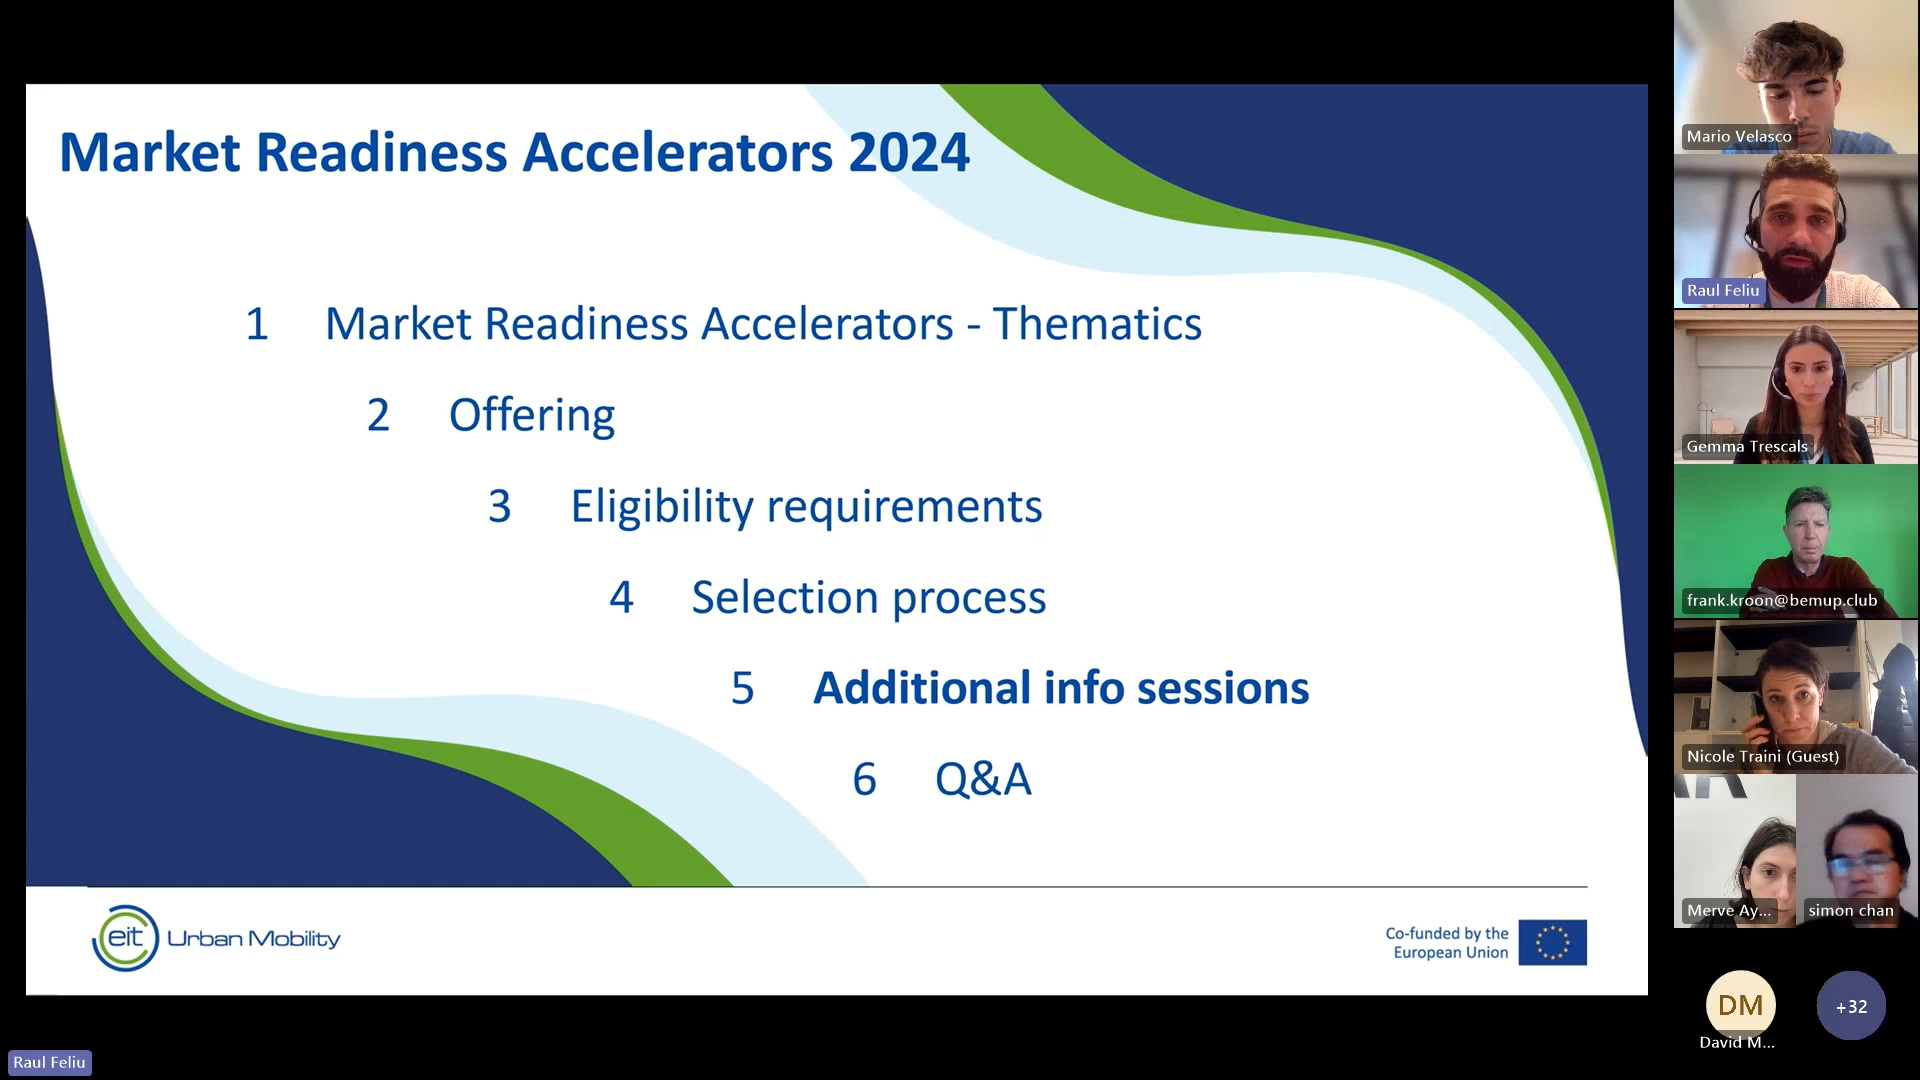 Market Readiness Accelerators 2024
1 Market Readiness Accelerators - Thematics
2 Offering
3 Eligibility requirements
4 Selection process
5 Additional info sessions
6 Q&A
eit Urban Mobility
Co-funded by the
European Union
Raul Feliu
Mario Velasco
Raul Feliu
Gemma Trescals
frank.kroon@bemup.club
Nicole Traini (Guest)
Merve Ay...
simon chan
DM
David M...
+32